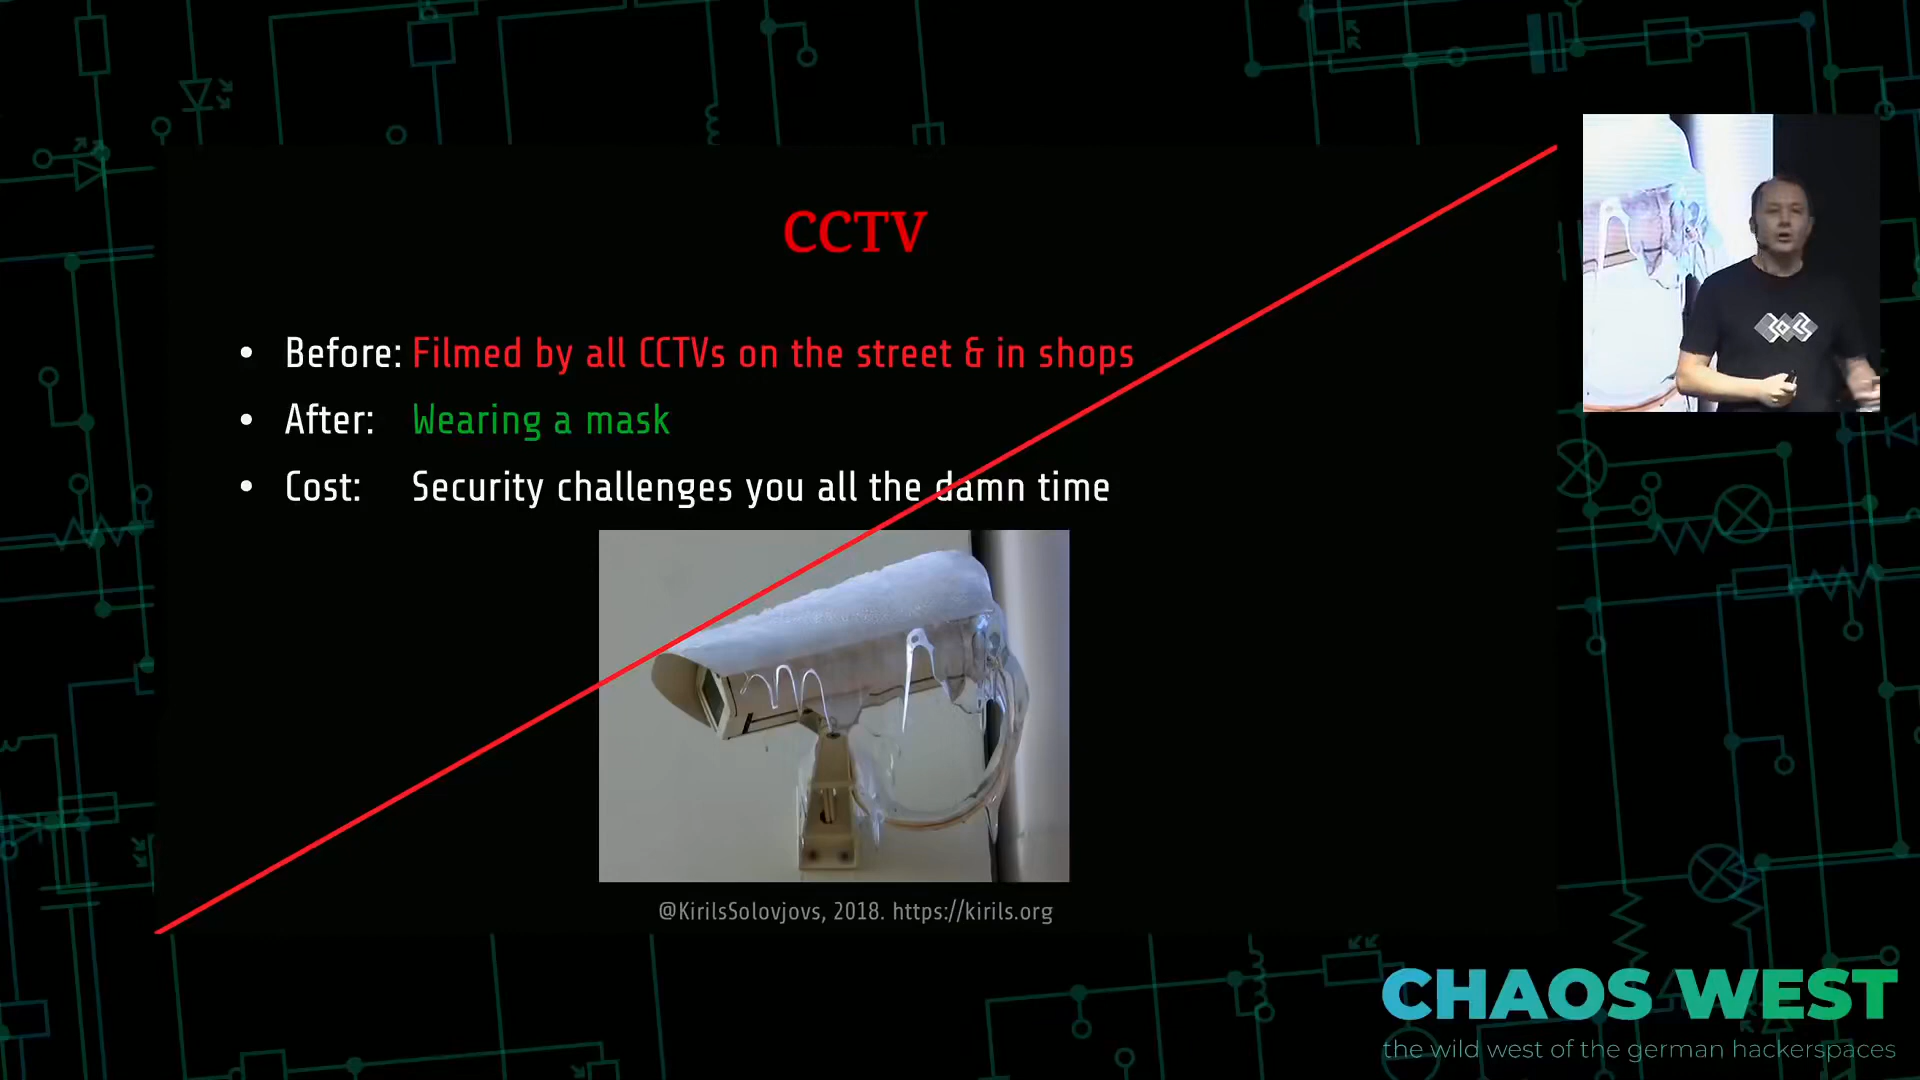 CCTV
• Before: Filmed by all CCTVs on the street & in shops
• After: Wearing a mask
• Cost: Security challenges you all the damn time
@KirilsSolovjovs, 2018. https://kirils.org
CHAOS WEST
the wild west of the german hackerspaces